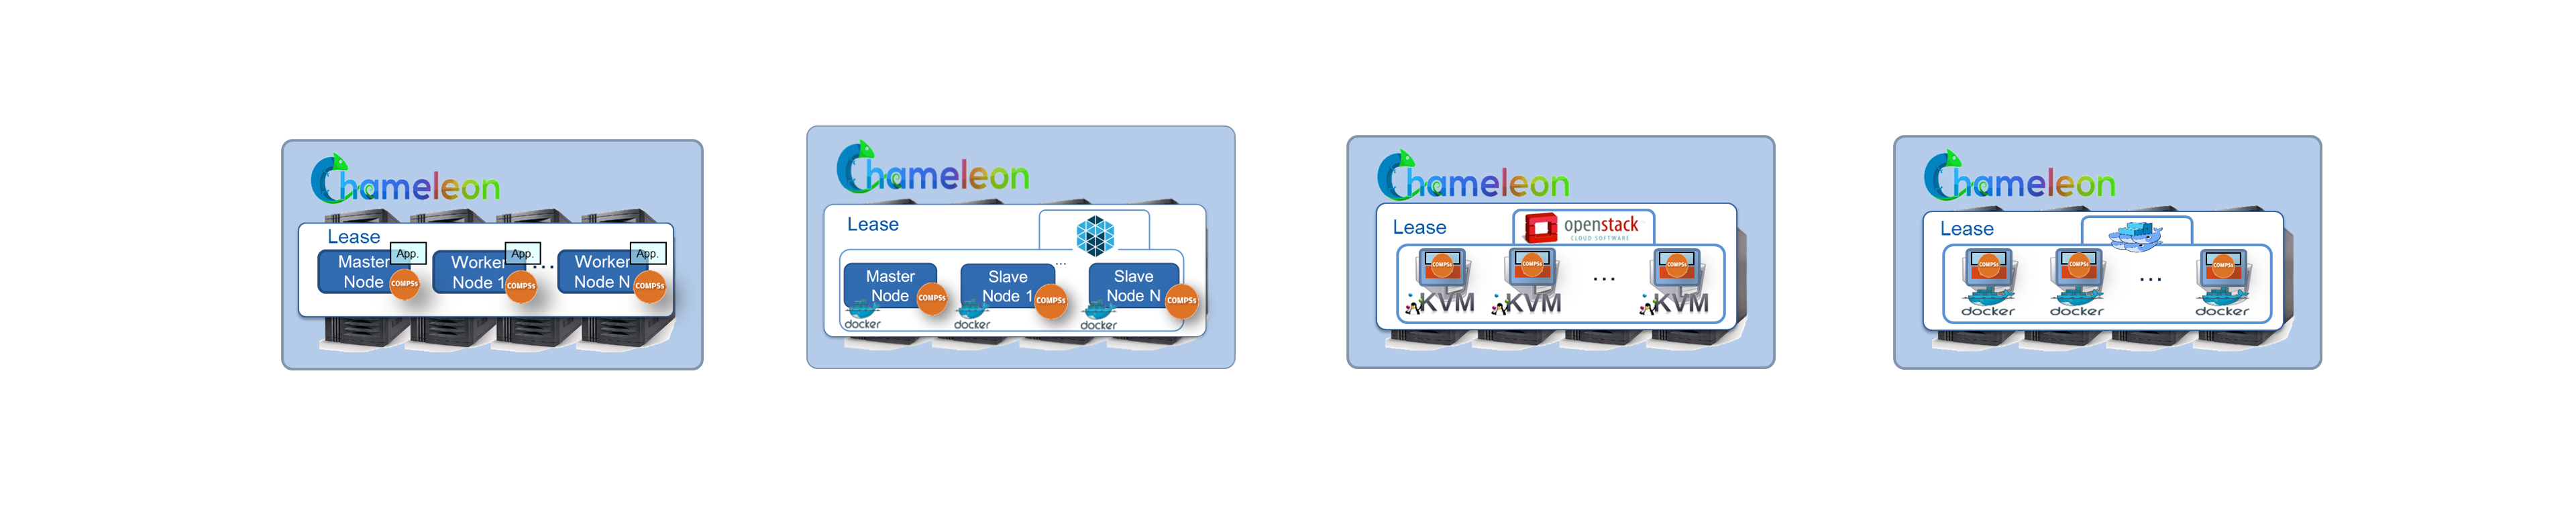 Chameleon
Lease
Master
Node
App.
COMPSs
Worker
Node 1
App.
COMPSs
...
Worker
Node N
App.
COMPSs
Chameleon
Lease
Master
Node
COMPSs
docker
Slave
Node 1
COMPSs
docker
...
Slave
Node N
COMPSs
docker
Chameleon
Lease
openstack
CLOUD SOFTWARE
COMPSs
KVM
COMPSs
KVM
...
COMPSs
KVM
Chameleon
Lease
COMPSs
docker
COMPSs
docker
...
COMPSs
docker